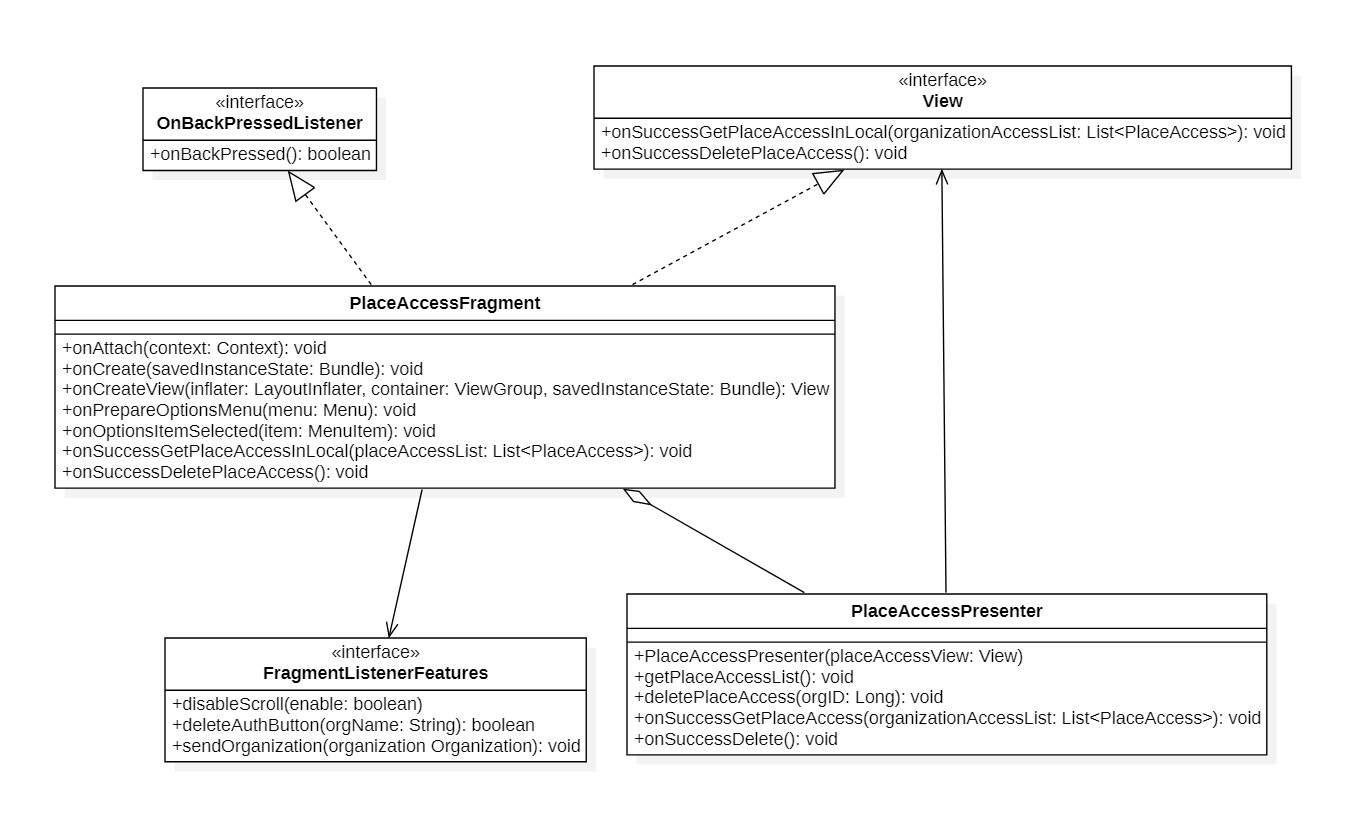 «interface»
OnBackPressedListener
+onBackPressed(): boolean
«interface»
View
+onSuccessGetPlaceAccessInLocal(organizationAccessList: List<PlaceAccess>): void
+onSuccessDeletePlaceAccess(): void
PlaceAccessFragment
+onAttach(context: Context): void
+onCreate(savedInstanceState: Bundle): void
+onCreateView(inflater: LayoutInflater, container: ViewGroup, savedInstanceState: Bundle): View
+onPrepareOptionsMenu(menu: Menu): void
+onOptionsItemSelected(item: MenuItem): void
+onSuccessGetPlaceAccessInLocal(placeAccessList: List<PlaceAccess>): void
+onSuccessDeletePlaceAccess(): void
«interface»
FragmentListenerFeatures
+disableScroll(enable: boolean)
+deleteAuthButton(orgName: String): boolean
+sendOrganization(organization Organization): void
PlaceAccessPresenter
+PlaceAccessPresenter(placeAccessView: View)
+getPlaceAccessList(): void
+deletePlaceAccess(orgID: Long): void
+onSuccessGetPlaceAccess(organizationAccessList: List<PlaceAccess>): void
+onSuccessDelete(): void